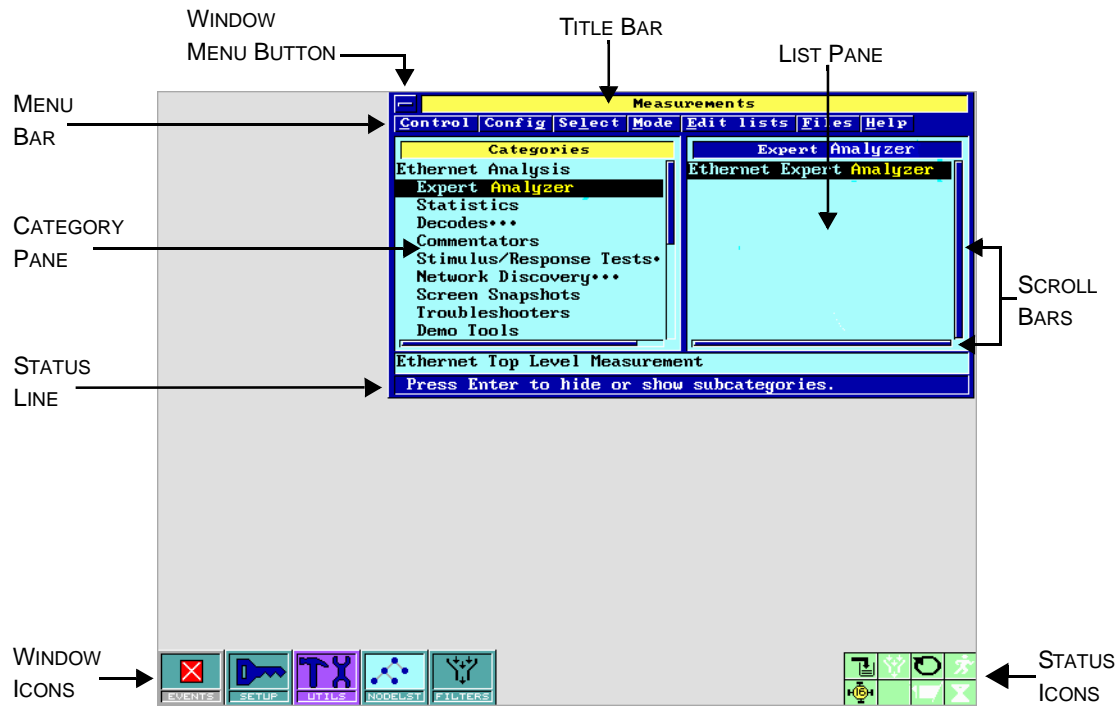 WINDOW
MENU BUTTON
TITLE BAR
LIST PANE
MENU
BAR
Measurements
Control Config Select Mode Edit lists Files Help
Categories
Ethernet Analysis
Expert Analyzer
Statistics
Decodes•••
Commentators
Stimulus/Response Tests•
Network Discovery•••
Screen Snapshots
Troubleshooters
Demo Tools
Expert Analyzer
Ethernet Expert Analyzer
CATEGORY
PANE
SCROLL
BARS
Ethernet Top Level Measurement
Press Enter to hide or show subcategories.
STATUS
LINE
WINDOW
ICONS
EVENTS
SETUP
UTILS
NODELST
FILTERS
16
STATUS
ICONS